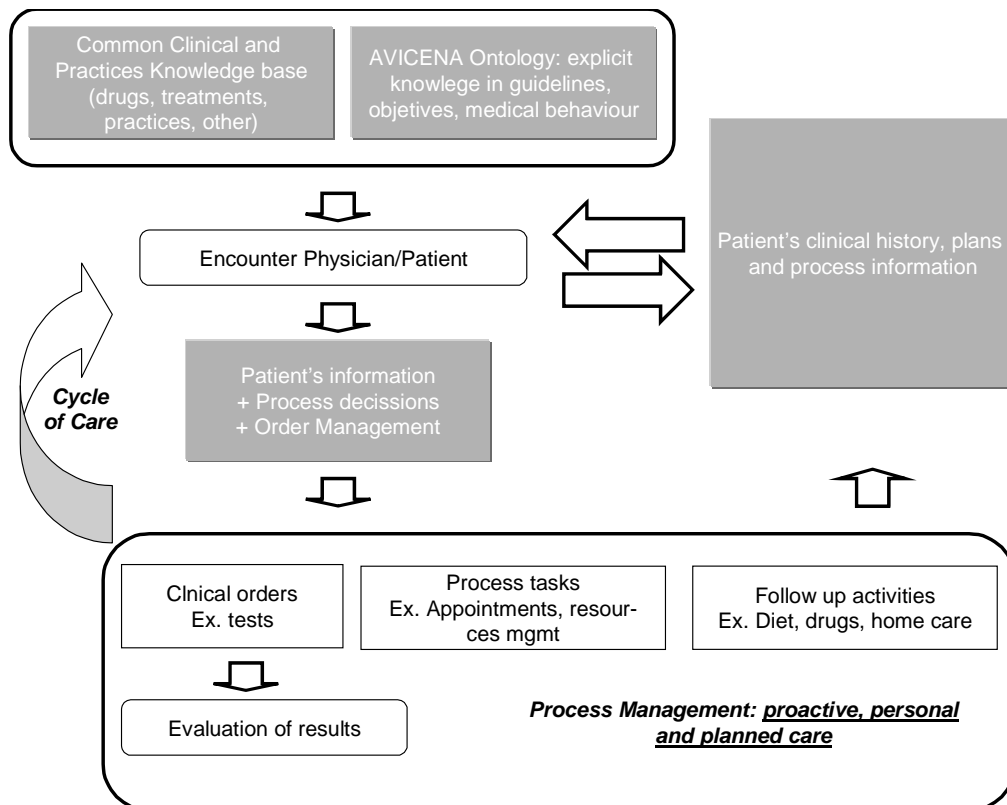 Common Clinical and
Practices Knowledge base
(drugs, treatments,
practices, other)
AVICENA Ontology: explicit
knowlege in guidelines,
objetives, medical behaviour
Patient's clinical history, plans
and process information
Encounter Physician/Patient
Patient's information
+ Process decissions
+ Order Management
Cycle
of Care
Clnical orders
Ex. tests
Process tasks
Ex. Appointments, resour-
ces mgmt
Follow up activities
Ex. Diet, drugs, home care
Evaluation of results
Process Management: proactive, personal
and planned care